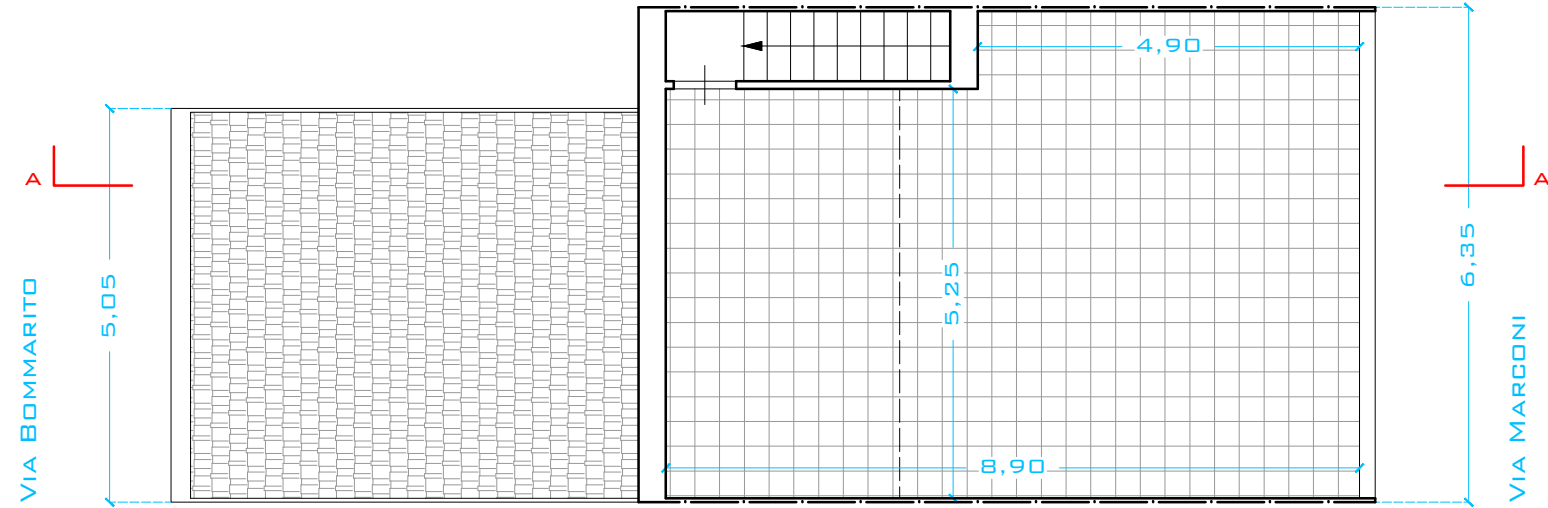 4,90
A
A
5,05
5,25
6,35
VIA BOMMARITO
VIA MARCONI
8,90